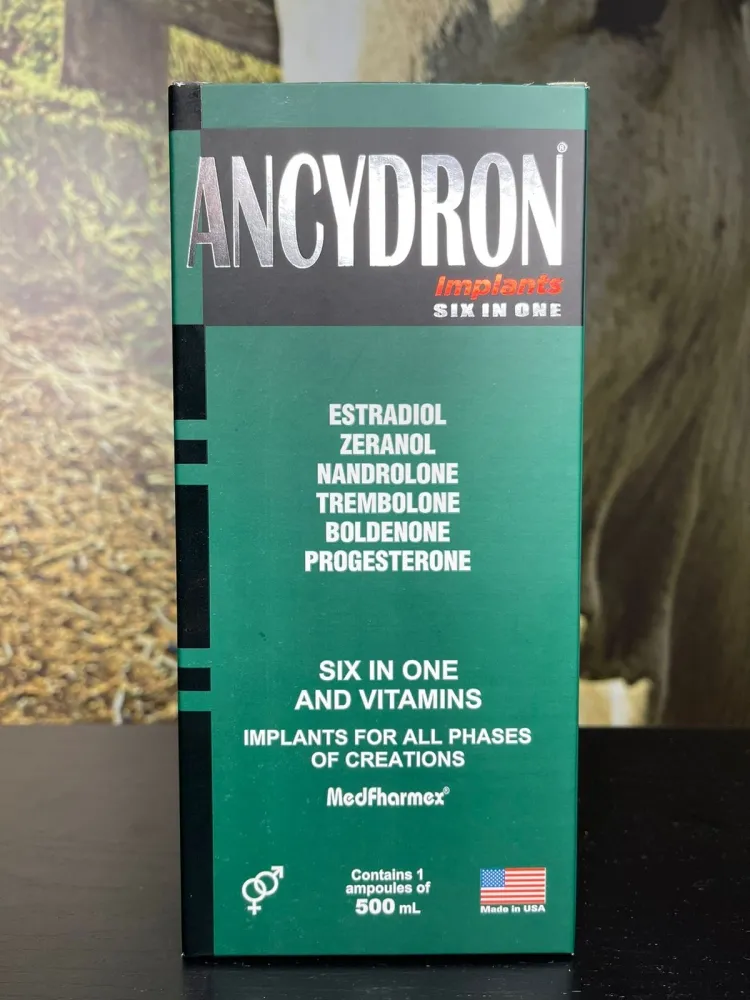 ANCYDRON®
Implants
SIX IN ONE
ESTRADIOL
ZERANOL
NANDROLONE
TREMBOLONE
BOLDENONE
PROGESTERONE
SIX IN ONE
AND VITAMINS
IMPLANTS FOR ALL PHASES
OF CREATIONS
MedFharmex®
Contains 1
ampoules of
500 mL
Made in USA